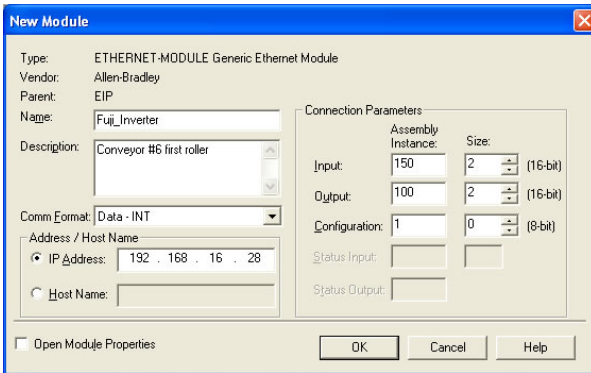 New Module
Type: ETHERNET-MODULE Generic Ethernet Module
Vendor: Allen-Bradley
Parent: EIP
Name: Fuji_Inverter
Description: Conveyor #6 first roller
Comm Format: Data - INT
Address / Host Name
IP Address: 192 . 168 . 16 . 28
Host Name:
Connection Parameters
Assembly
Instance: Size:
Input: 150 2 (16-bit)
Output: 100 2 (16-bit)
Configuration: 1 0 (8-bit)
Status Input:
Status Output:
Open Module Properties
OK Cancel Help